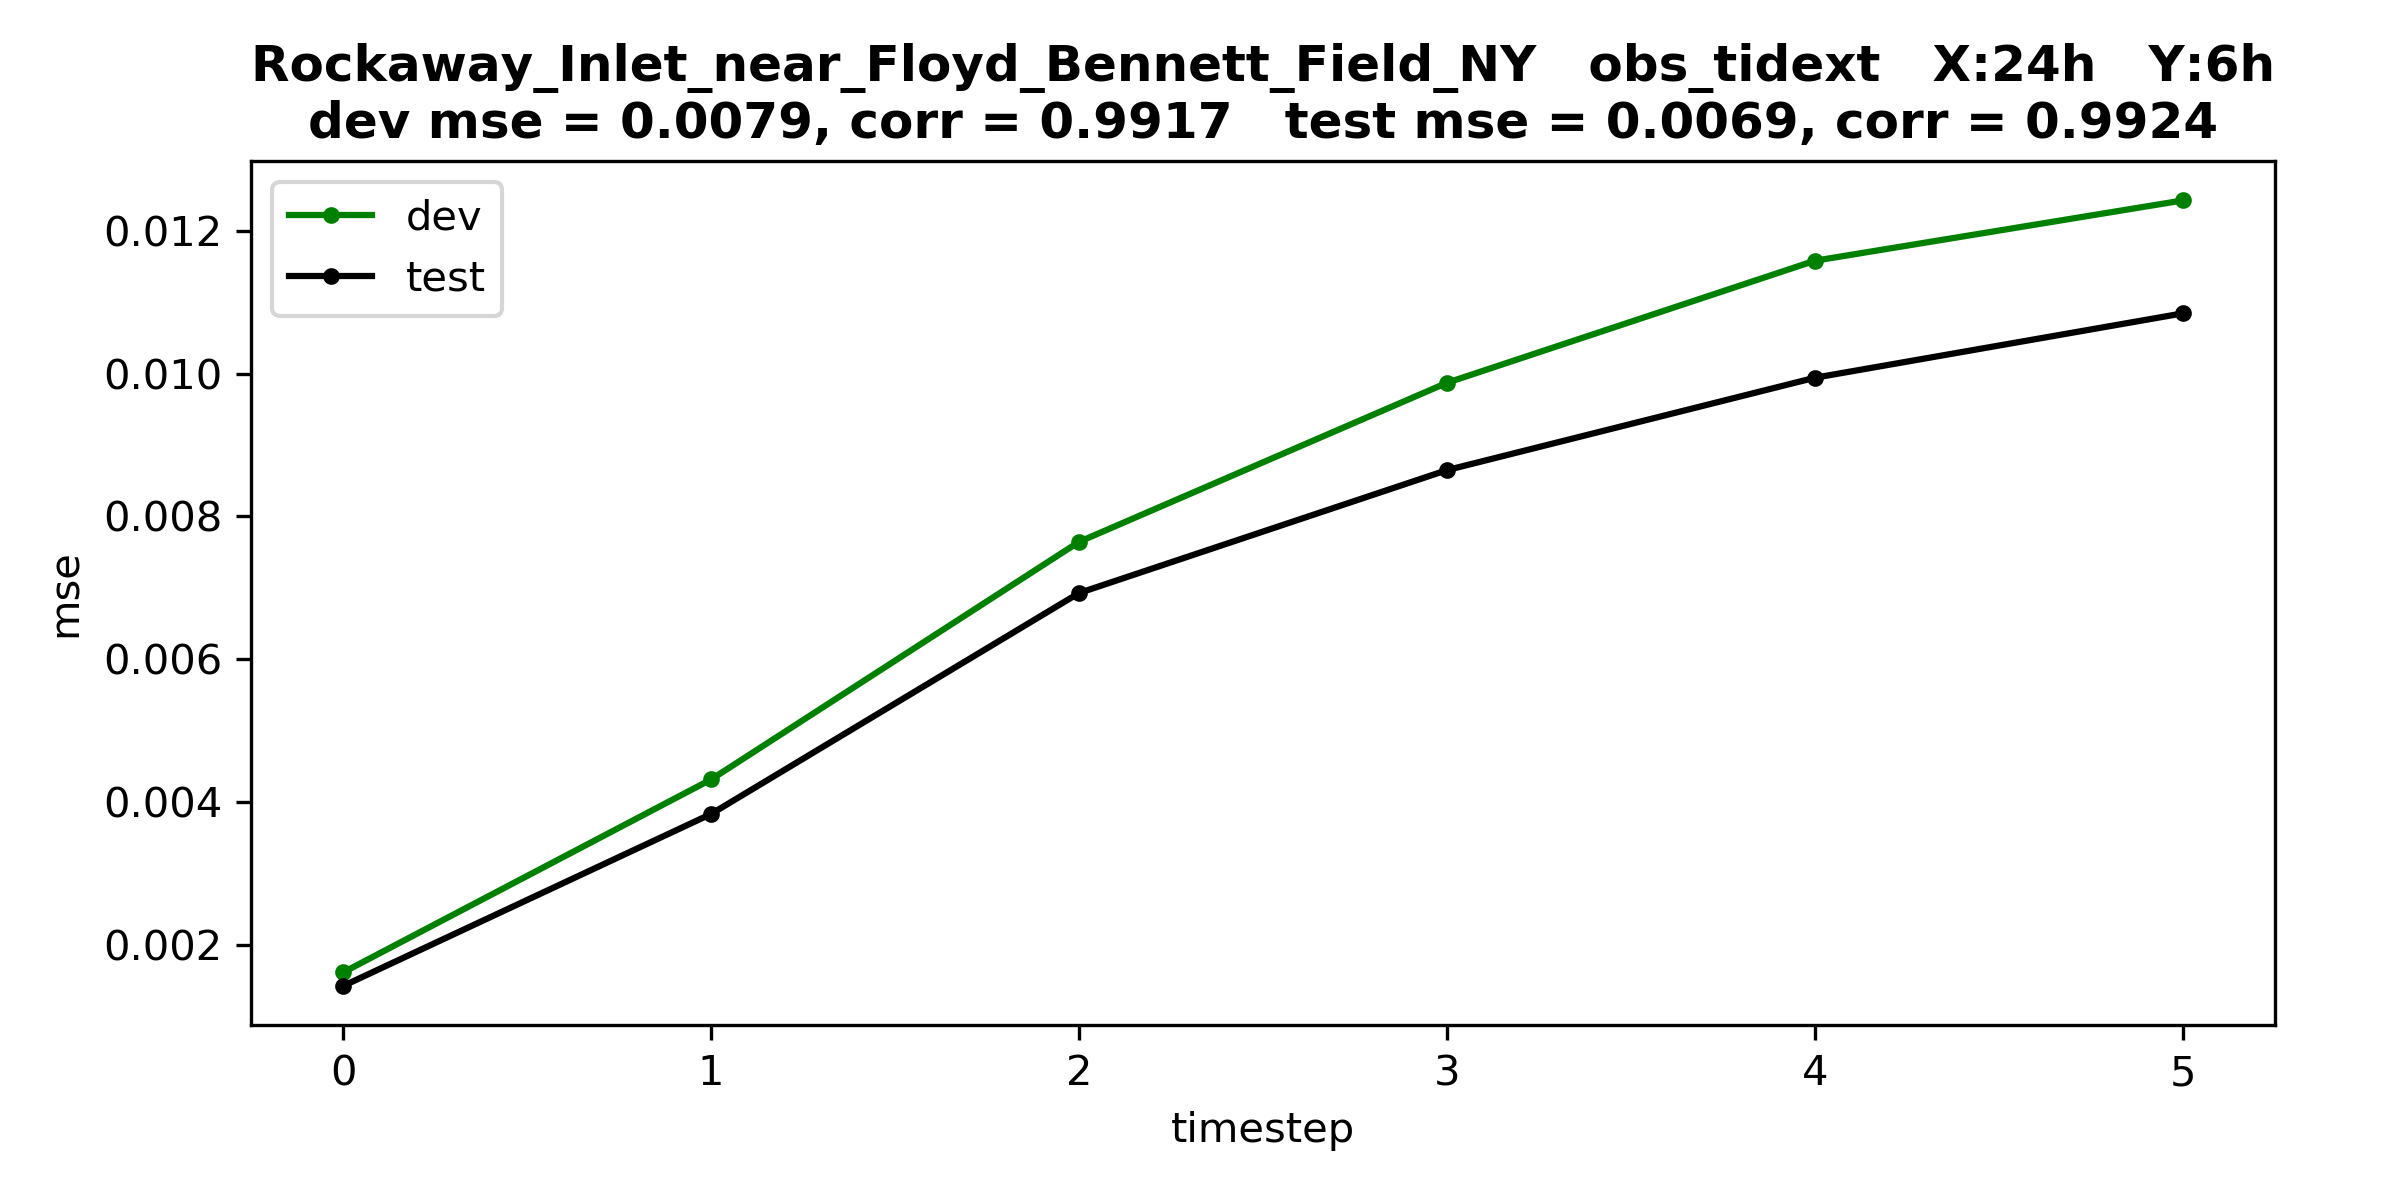 Rockaway_Inlet_near_Floyd_Bennett_Field_NY   obs_tidext   X:24h   Y:6h
dev mse = 0.0079, corr = 0.9917   test mse = 0.0069, corr = 0.9924
dev
test
0.012
0.010
0.008
0.006
0.004
0.002
mse
0 1 2 3 4 5
timestep